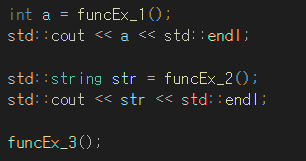 int a = funcEx_1();
std::cout << a << std::endl;
std::string str = funcEx_2();
std::cout << str << std::endl;
funcEx_3();